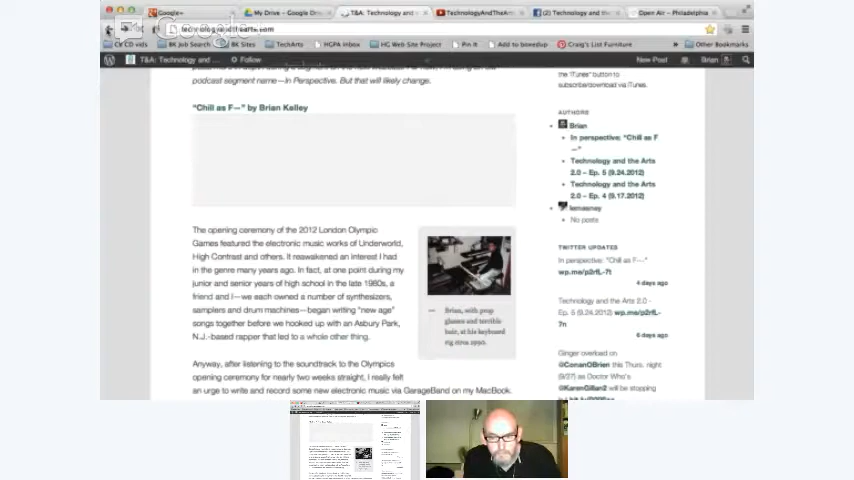 Google+
My Drive - Google Dri
T&A: Technology and
TechnologyAndTheArt
(2) Technology and the
Open Air - Philadelphia
Google
technologyandthearts.com
CV CD vids
BK Job Search
BK Sites
TechArts
HGPA Inbox
HG Web Site Project
Pin It
Add to boxedup
Craig's List Furniture
»
Other Bookmarks
T&A: Technology and ...
Follow
New Post
Brian
podcast segment name—In Perspective. But that will likely change.
"Chill as F—" by Brian Kelley
The opening ceremony of the 2012 London Olympic
Games featured the electronic music works of Underworld,
High Contrast and others. It reawakened an interest I had
in the genre many years ago. In fact, at one point during my
junior and senior years of high school in the late 1980s, a
friend and I—we each owned a number of synthesizers,
samplers and drum machines—began writing "new age"
songs together before we hooked up with an Asbury Park,
N.J.-based rapper that led to a whole other thing.
Brian, with prop
glasses and terrible
hair, at his keyboard
rig circa 1990.
Anyway, after listening to the soundtrack to the Olympics
opening ceremony for nearly two weeks straight, I really felt
an urge to write and record some new electronic music via GarageBand on my MacBook.
the "iTunes" button to
subscribe/download via iTunes.
AUTHORS
Brian
In perspective: "Chill as F
—"
Technology and the Arts
2.0 – Ep. 5 (9.24.2012)
Technology and the Arts
2.0 – Ep. 4 (9.17.2012)
No posts
TWITTER UPDATES
In perspective: "Chill as F---"
wp.me/p2rfL-7t
4 days ago
Technology and the Arts 2.0 -
Ep. 5 (9.24.2012) wp.me/p2rfL-
7n
6 days ago
Ginger overload on
@ConanOBrien this Thurs. night
(9/27) as Doctor Who's
@KarenGillan2 will be stopping